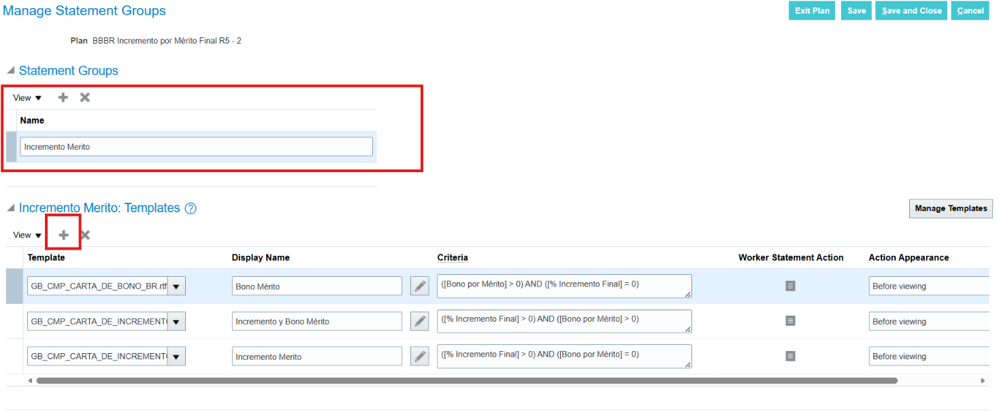 Manage Statement Groups
Exit Plan Save Save and Close Cancel
Plan BBBR Incremento por Mérito Final R5 - 2
Statement Groups
View
Name
Incremento Merito
Incremento Merito: Templates ?
Manage Templates
View
Template Display Name Criteria Worker Statement Action Action Appearance
GB_CMP_CARTA_DE_BONO_BR.rtf Bono Mérito ([Bono por Mérito] > 0) AND ([% Incremento Final] = 0) Before viewing
GB_CMP_CARTA_DE_INCREMENTO Incremento y Bono Mérito ([% Incremento Final] > 0) AND ([Bono por Mérito] > 0) Before viewing
GB_CMP_CARTA_DE_INCREMENTO Incremento Merito ([% Incremento Final] > 0) AND ([Bono por Mérito] = 0) Before viewing